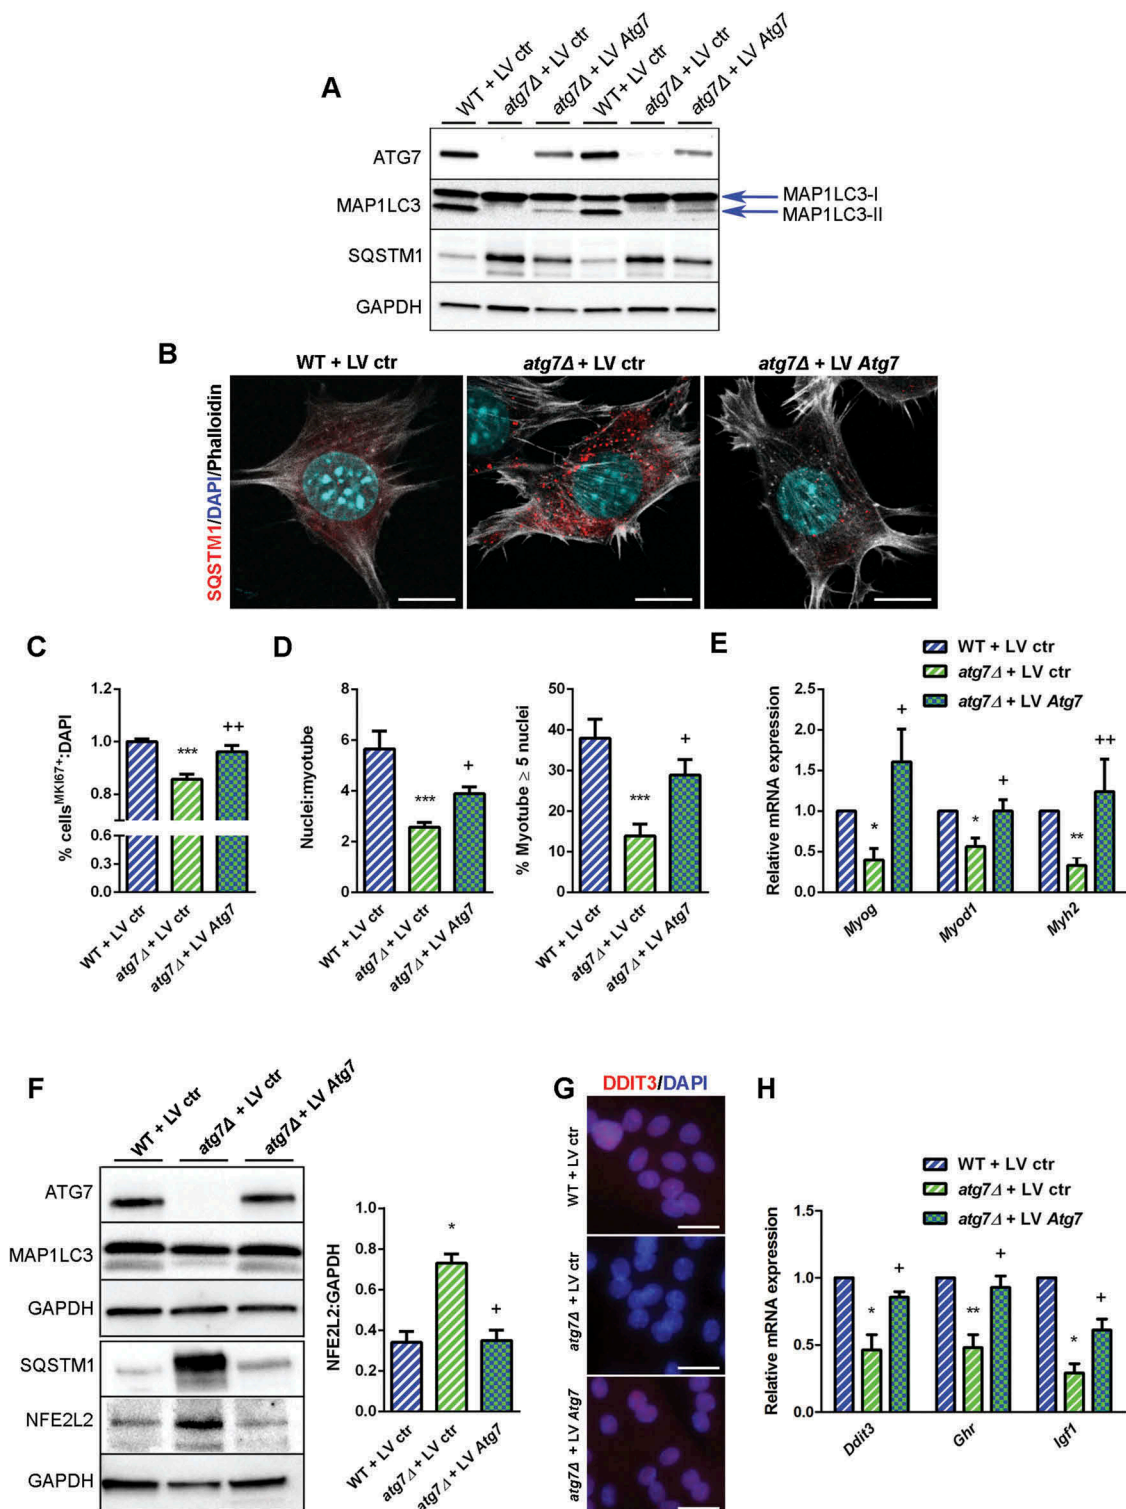 A
WT + LV ctr
atg7Δ + LV ctr
atg7Δ + LV Atg7
WT + LV ctr
atg7Δ + LV ctr
atg7Δ + LV Atg7
ATG7
MAP1LC3
MAP1LC3-I
MAP1LC3-II
SQSTM1
GAPDH
B
WT + LV ctr
atg7Δ + LV ctr
atg7Δ + LV Atg7
SQSTM1/DAPI/Phalloidin
C
% cells^MKI67+:DAPI
1.2
1.0
0.8
0.6
0.3
0.0
***
++
WT + LV ctr
atg7Δ + LV ctr
atg7Δ + LV Atg7
D
Nuclei:myotube
8
6
4
2
0
***
+
WT + LV ctr
atg7Δ + LV ctr
atg7Δ + LV Atg7
% Myotube ≥ 5 nuclei
50
40
30
20
10
0
***
+
WT + LV ctr
atg7Δ + LV ctr
atg7Δ + LV Atg7
E
WT + LV ctr
atg7Δ + LV ctr
atg7Δ + LV Atg7
Relative mRNA expression
2.5
2.0
1.5
1.0
0.5
0.0
*
+
*
+
**
++
Myog
Myod1
Myh2
F
WT + LV ctr
atg7Δ + LV ctr
atg7Δ + LV Atg7
ATG7
MAP1LC3
GAPDH
SQSTM1
NFE2L2
GAPDH
NFE2L2:GAPDH
1.0
0.8
0.6
0.4
0.2
0.0
*
+
WT + LV ctr
atg7Δ + LV ctr
atg7Δ + LV Atg7
G
DDIT3/DAPI
WT + LV ctr
atg7Δ + LV ctr
atg7Δ + LV Atg7
H
WT + LV ctr
atg7Δ + LV ctr
atg7Δ + LV Atg7
Relative mRNA expression
1.5
1.0
0.5
0.0
*
+
**
+
*
+
Ddit3
Ghr
Igf1